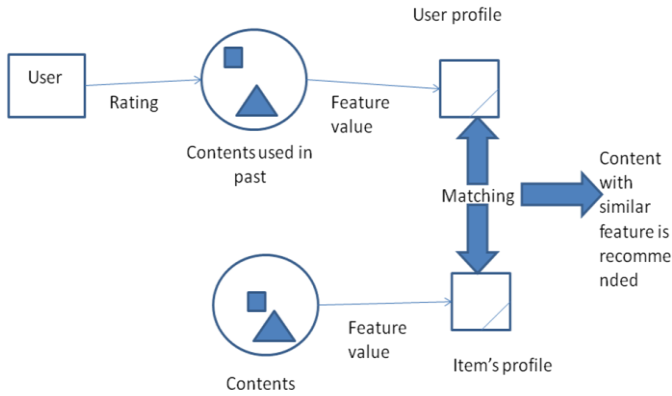 User profile
User
Rating
Feature
value
Contents used in
past
Matching
Content
with
similar
feature is
recomme
nded
Feature
value
Contents
Item's profile